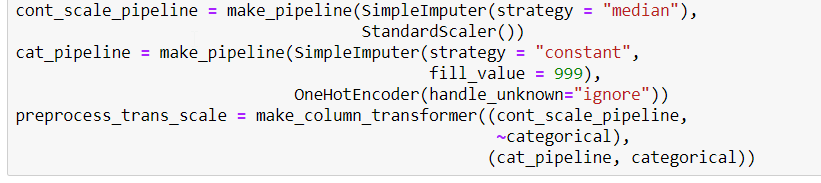 cont_scale_pipeline = make_pipeline(SimpleImputer(strategy = "median"),
StandardScaler())
cat_pipeline = make_pipeline(SimpleImputer(strategy = "constant",
fill_value = 999),
OneHotEncoder(handle_unknown="ignore"))
preprocess_trans_scale = make_column_transformer((cont_scale_pipeline,
~categorical),
(cat_pipeline, categorical))